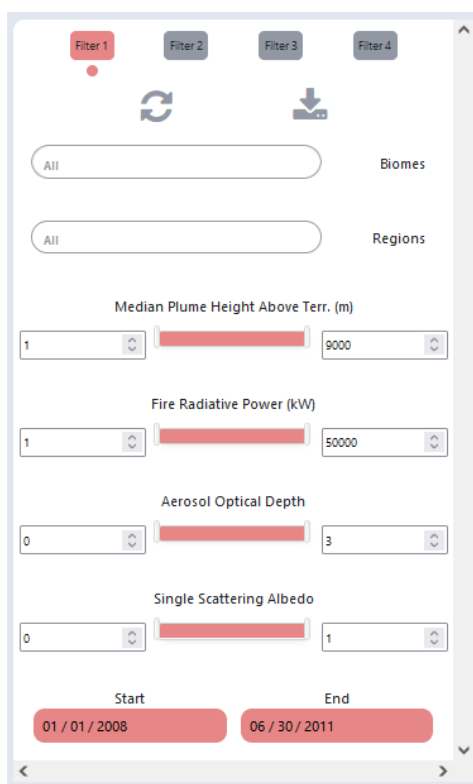 Filter 1 Filter 2 Filter 3 Filter 4
All Biomes
All Regions
Median Plume Height Above Terr. (m)
1 9000
Fire Radiative Power (kW)
1 50000
Aerosol Optical Depth
0 3
Single Scattering Albedo
0 1
Start End
01 / 01 / 2008 06 / 30 / 2011